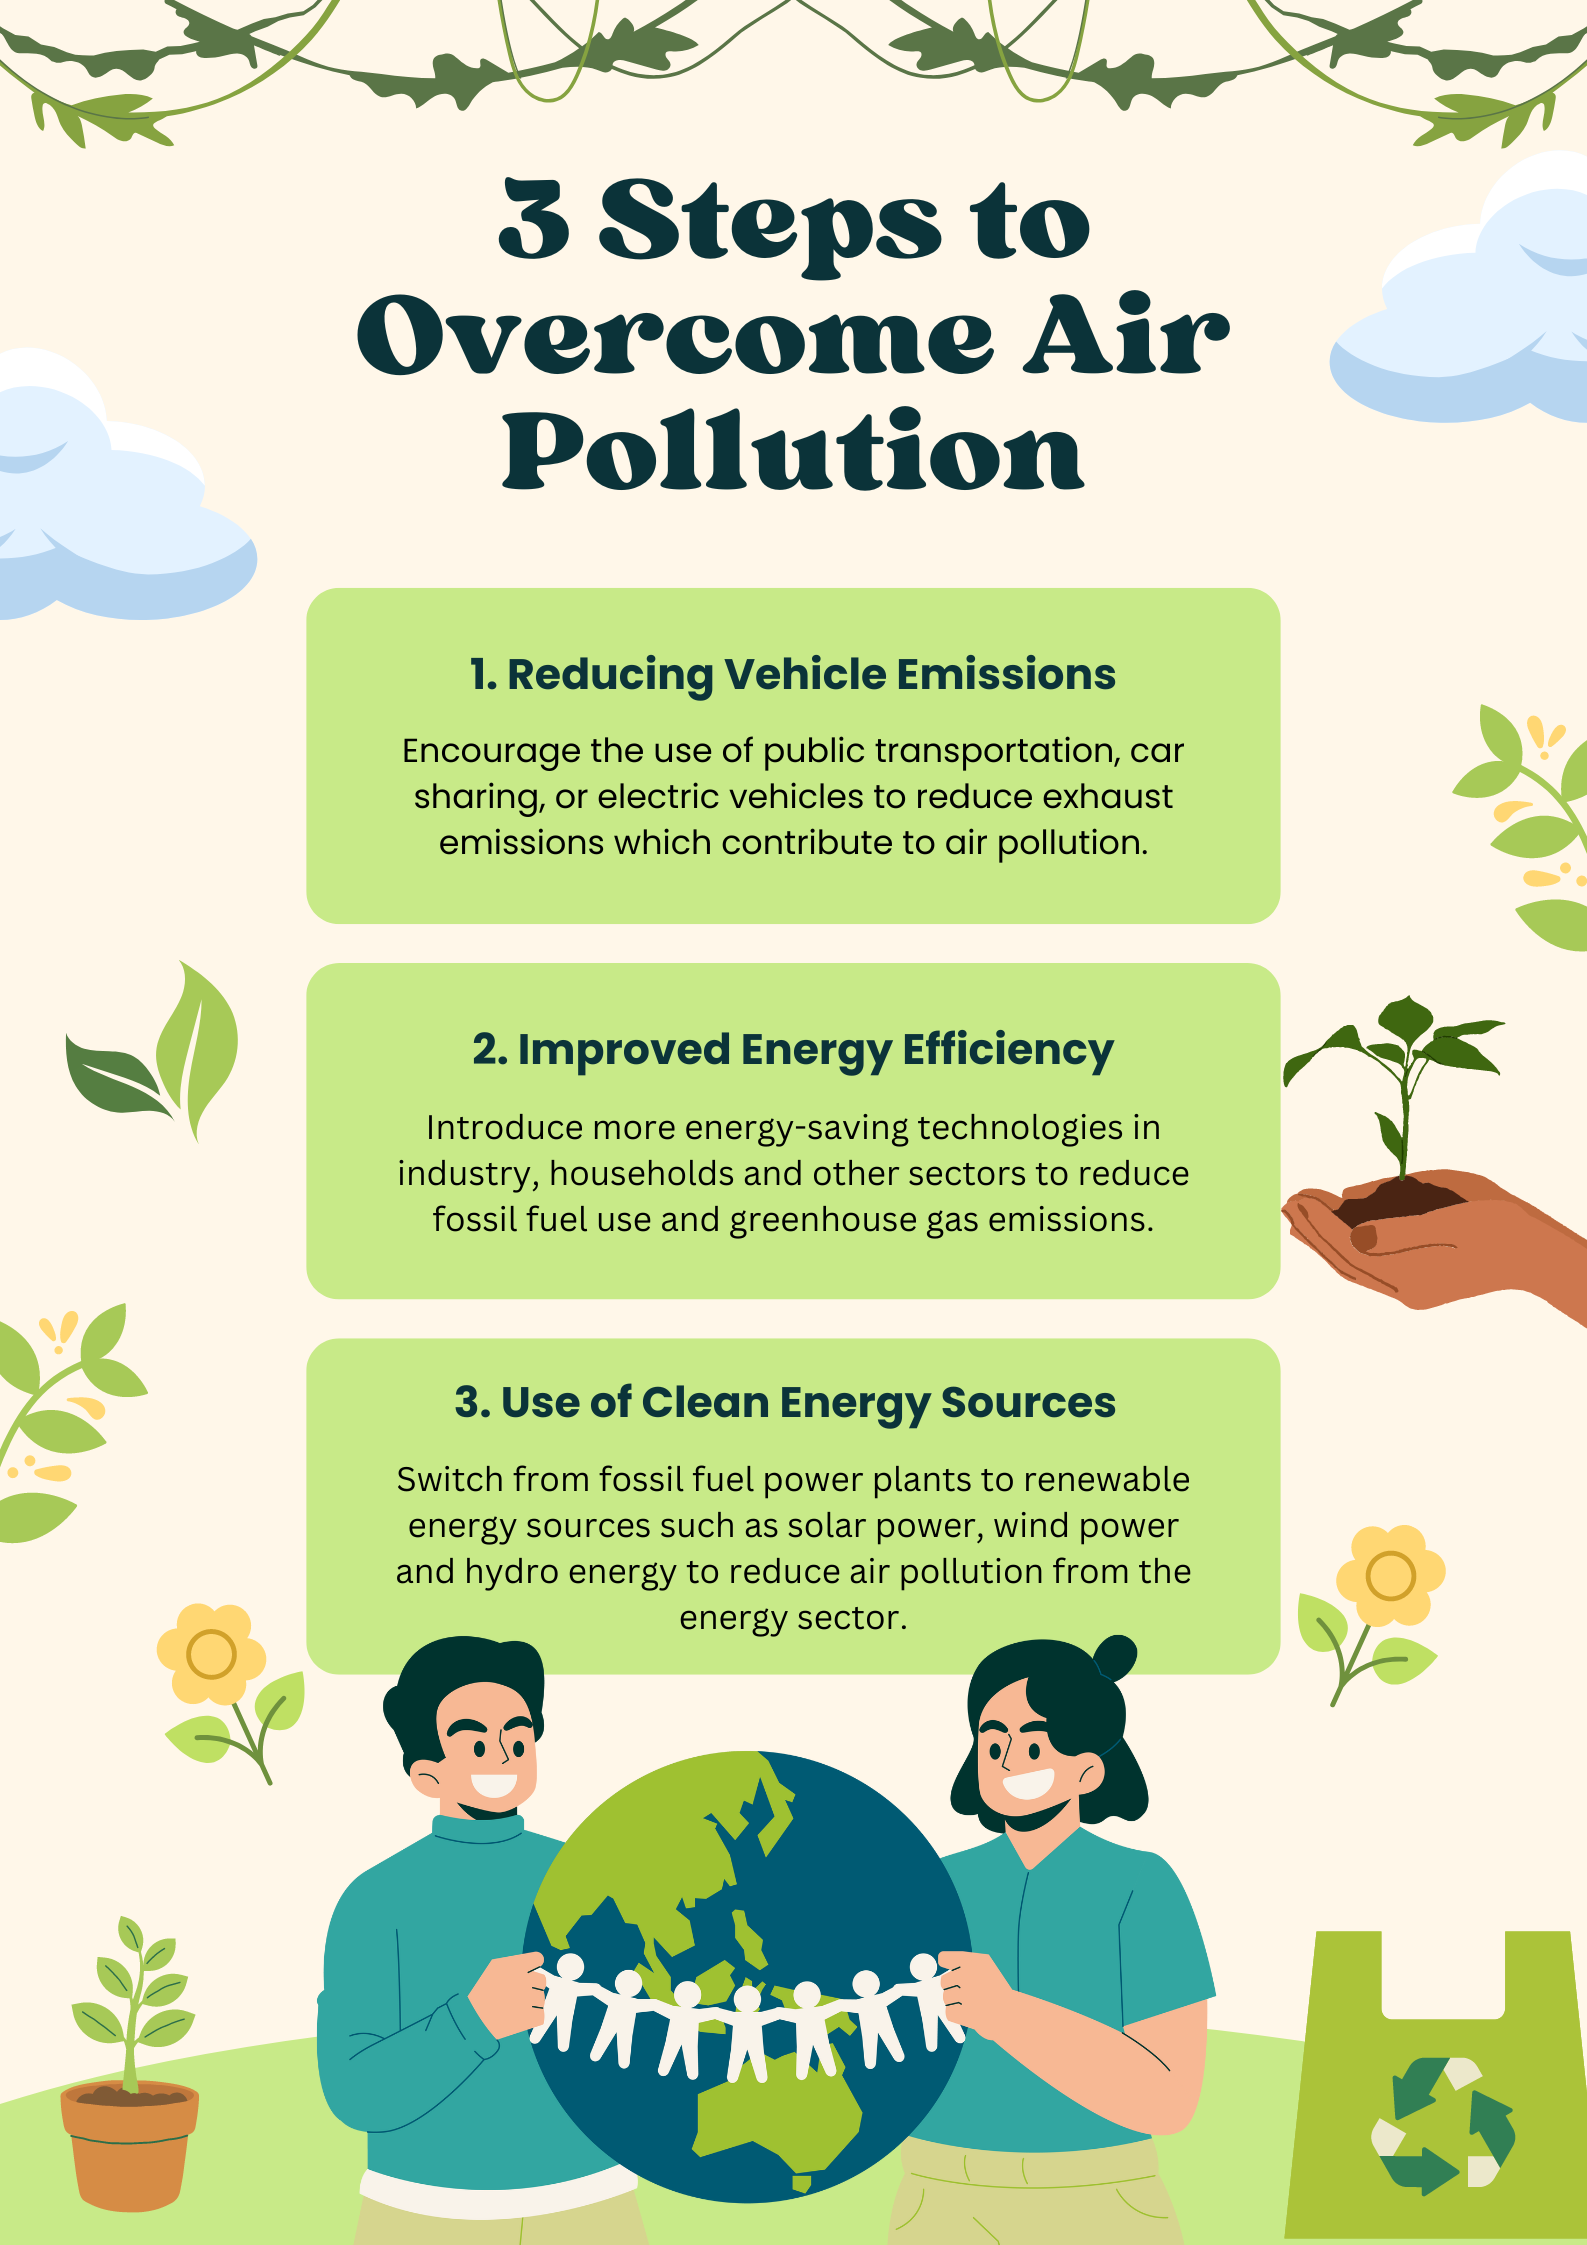 3 Steps to
Overcome Air
Pollution
1. Reducing Vehicle Emissions
Encourage the use of public transportation, car
sharing, or electric vehicles to reduce exhaust
emissions which contribute to air pollution.
2. Improved Energy Efficiency
Introduce more energy-saving technologies in
industry, households and other sectors to reduce
fossil fuel use and greenhouse gas emissions.
3. Use of Clean Energy Sources
Switch from fossil fuel power plants to renewable
energy sources such as solar power, wind power
and hydro energy to reduce air pollution from the
energy sector.